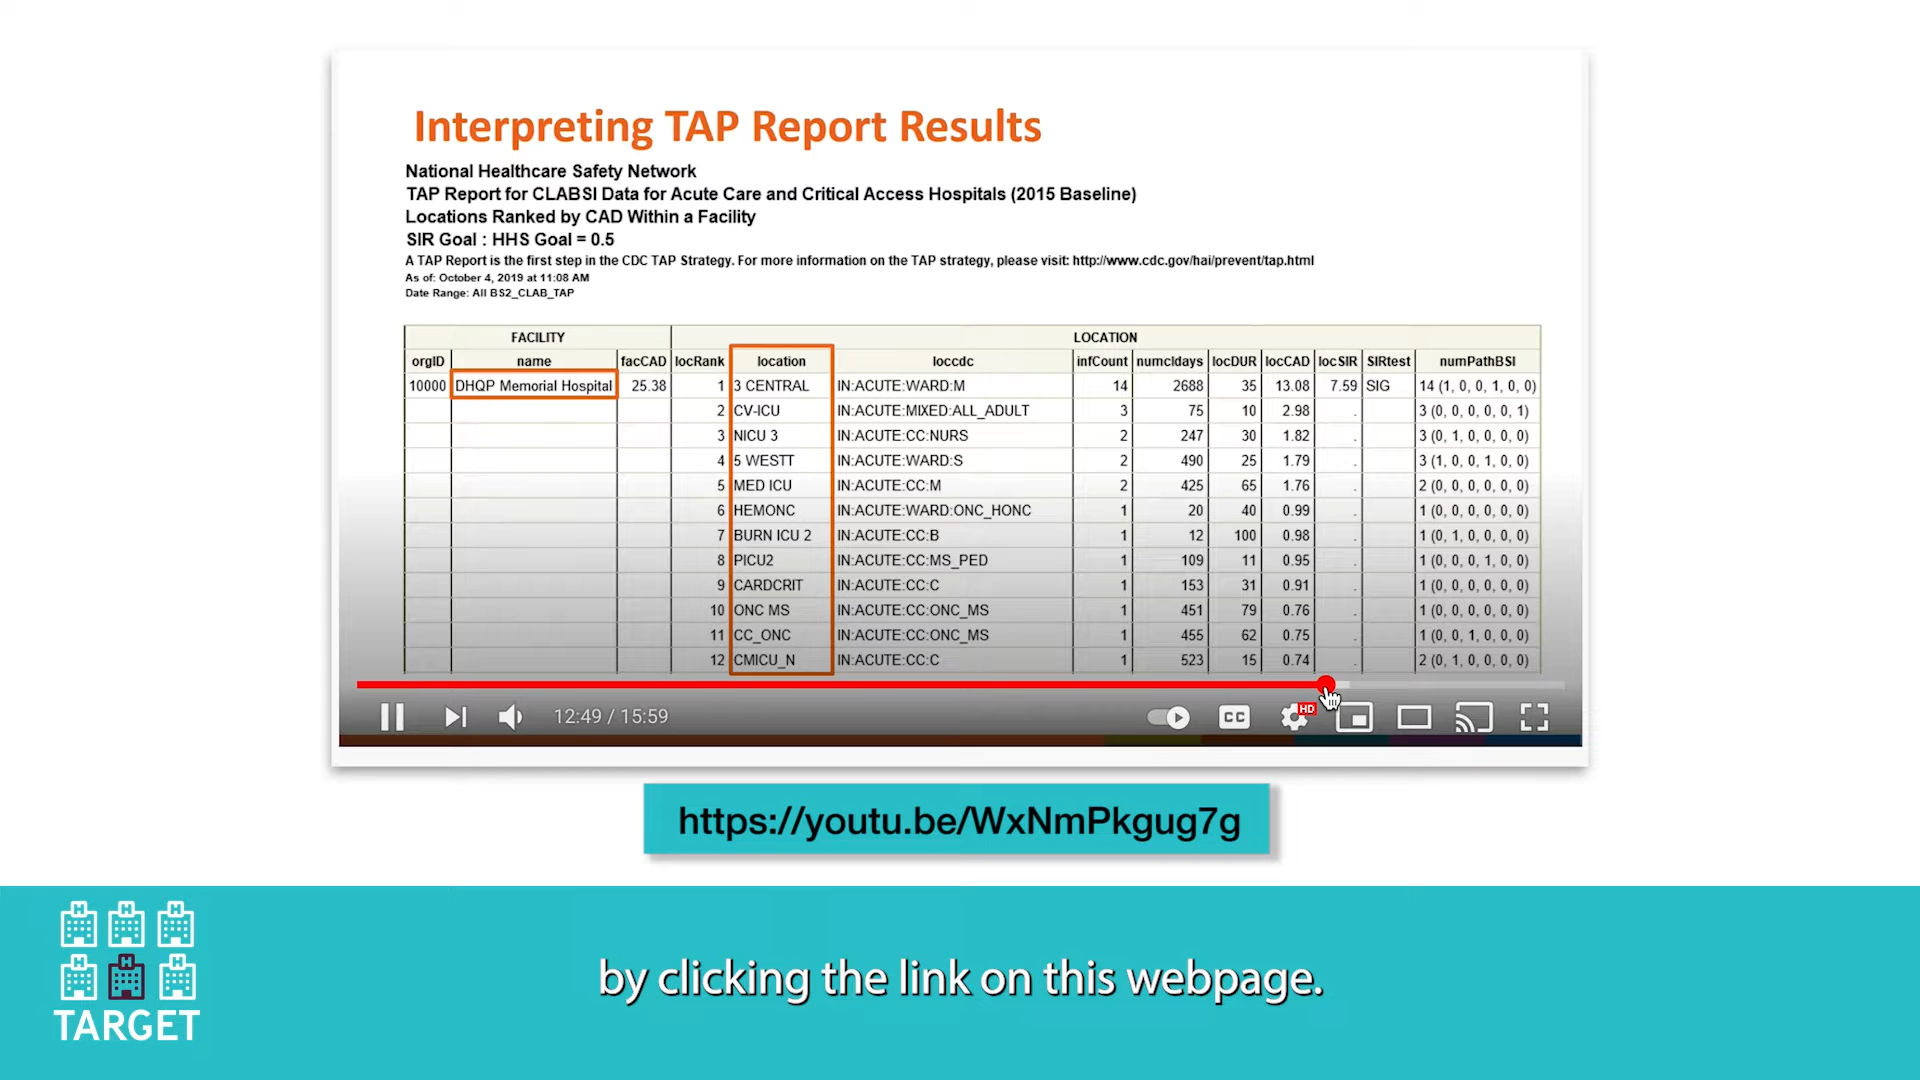 Interpreting TAP Report Results
National Healthcare Safety Network
TAP Report for CLABSI Data for Acute Care and Critical Access Hospitals (2015 Baseline)
Locations Ranked by CAD Within a Facility
SIR Goal : HHS Goal = 0.5
A TAP Report is the first step in the CDC TAP Strategy. For more information on the TAP strategy, please visit: http://www.cdc.gov/hai/prevent/tap.html
As of: October 4, 2019 at 11:08 AM
Date Range: All BS2_CLAB_TAP
FACILITY LOCATION
orgID name facCAD locRank location loccdc infCount numcldays locDUR locCAD locSIR SIRtest numPathBSI
10000 DHQP Memorial Hospital 25.38 1 3 CENTRAL IN:ACUTE:WARD:M 14 2688 35 13.08 7.59 SIG 14 (1, 0, 0, 1, 0, 0)
2 CV-ICU IN:ACUTE:MIXED:ALL_ADULT 3 75 10 2.98 . 3 (0, 0, 0, 0, 0, 1)
3 NICU 3 IN:ACUTE:CC:NURS 2 247 30 1.82 . 3 (0, 1, 0, 0, 0, 0)
4 5 WESTT IN:ACUTE:WARD:S 2 490 25 1.79 . 3 (1, 0, 0, 1, 0, 0)
5 MED ICU IN:ACUTE:CC:M 2 425 65 1.76 . 2 (0, 0, 0, 0, 0, 0)
6 HEMONC IN:ACUTE:WARD:ONC_HONC 1 20 40 0.99 . 1 (0, 0, 0, 0, 0, 0)
7 BURN ICU 2 IN:ACUTE:CC:B 1 12 100 0.98 . 1 (0, 1, 0, 0, 0, 0)
8 PICU2 IN:ACUTE:CC:MS_PED 1 109 11 0.95 . 1 (0, 0, 0, 1, 0, 0)
9 CARDCRIT IN:ACUTE:CC:C 1 153 31 0.91 . 1 (0, 0, 0, 0, 0, 0)
10 ONC MS IN:ACUTE:CC:ONC_MS 1 451 79 0.76 . 1 (0, 0, 0, 0, 0, 0)
11 CC_ONC IN:ACUTE:CC:ONC_MS 1 455 62 0.75 . 1 (0, 0, 1, 0, 0, 0)
12 CMICU_N IN:ACUTE:CC:C 1 523 15 0.74 . 2 (0, 1, 0, 0, 0, 0)
12:49 / 15:59 CC HD
https://youtu.be/WxNmPkgug7g
by clicking the link on this webpage.
H H H
H H H
TARGET